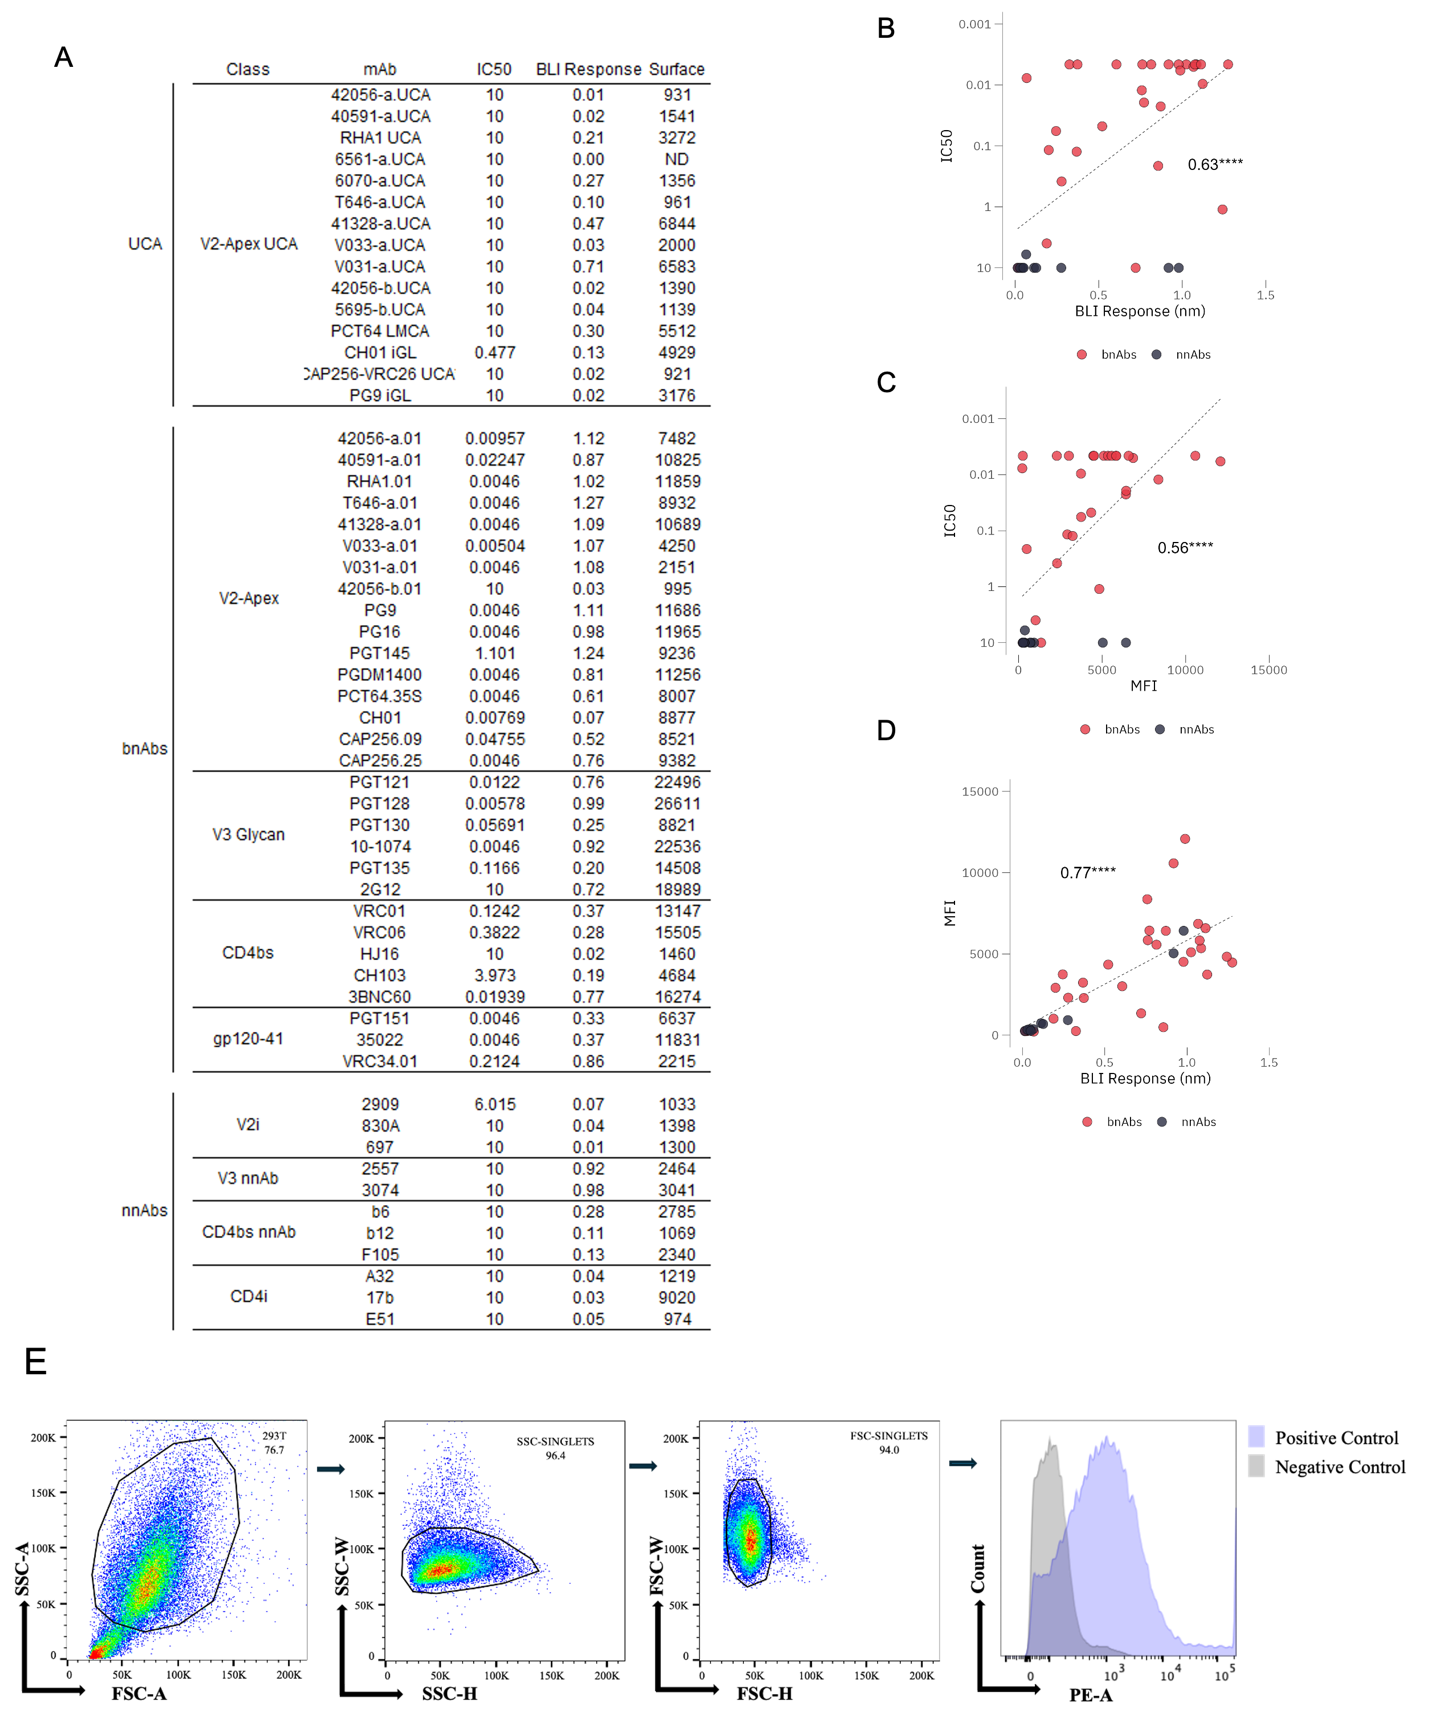 A
Class mAb IC50 BLI Response Surface
UCA
V2-Apex UCA
42056-a.UCA 10 0.01 931
40591-a.UCA 10 0.02 1541
RHA1 UCA 10 0.21 3272
6561-a.UCA 10 0.00 ND
6070-a.UCA 10 0.27 1356
T646-a.UCA 10 0.10 961
41328-a.UCA 10 0.47 6844
V033-a.UCA 10 0.03 2000
V031-a.UCA 10 0.71 6583
42056-b.UCA 10 0.02 1390
5695-b.UCA 10 0.04 1139
PCT64 LMCA 10 0.30 5512
CH01 iGL 0.477 0.13 4929
CAP256-VRC26 UCA 10 0.02 921
PG9 iGL 10 0.02 3176
bnAbs
V2-Apex
42056-a.01 0.00957 1.12 7482
40591-a.01 0.02247 0.87 10825
RHA1.01 0.0046 1.02 11859
T646-a.01 0.0046 1.27 8932
41328-a.01 0.0046 1.09 10689
V033-a.01 0.00504 1.07 4250
V031-a.01 0.0046 1.08 2151
42056-b.01 10 0.03 995
PG9 0.0046 1.11 11686
PG16 0.0046 0.98 11965
PGT145 1.101 1.24 9236
PGDM1400 0.0046 0.81 11256
PCT64.35S 0.0046 0.61 8007
CH01 0.00769 0.07 8877
CAP256.09 0.04755 0.52 8521
CAP256.25 0.0046 0.76 9382
V3 Glycan
PGT121 0.0122 0.76 22496
PGT128 0.00578 0.99 26611
PGT130 0.05691 0.25 8821
10-1074 0.0046 0.92 22536
PGT135 0.1166 0.20 14508
2G12 10 0.72 18989
CD4bs
VRC01 0.1242 0.37 13147
VRC06 0.3822 0.28 15505
HJ16 10 0.02 1460
CH103 3.973 0.19 4684
3BNC60 0.01939 0.77 16274
gp120-41
PGT151 0.0046 0.33 6637
35022 0.0046 0.37 11831
VRC34.01 0.2124 0.86 2215
nnAbs
V2i
2909 6.015 0.07 1033
830A 10 0.04 1398
697 10 0.01 1300
V3 nnAb
2557 10 0.92 2464
3074 10 0.98 3041
CD4bs nnAb
b6 10 0.28 2785
b12 10 0.11 1069
F105 10 0.13 2340
CD4i
A32 10 0.04 1219
17b 10 0.03 9020
E51 10 0.05 974
B
IC50
0.001
0.01
0.1
1
10
0.63****
0.0 0.5 1.0 1.5
BLI Response (nm)
bnAbs nnAbs
C
IC50
0.001
0.01
0.1
1
10
0.56****
0 5000 10000 15000
MFI
bnAbs nnAbs
D
MFI
15000
10000
5000
0
0.77****
0.0 0.5 1.0 1.5
BLI Response (nm)
bnAbs nnAbs
E
SSC-A
200K
150K
100K
50K
0
293T
76.7
0 50K 100K 150K 200K
FSC-A
SSC-W
200K
150K
100K
50K
0
SSC-SINGLETS
96.4
0 50K 100K 150K 200K
SSC-H
FSC-W
200K
150K
100K
50K
0
FSC-SINGLETS
94.0
0 50K 100K 150K 200K
FSC-H
Count
0 10³ 10⁴ 10⁵
PE-A
Positive Control
Negative Control